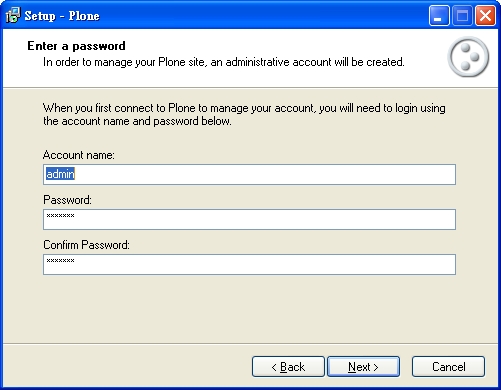 Setup - Plone
Enter a password
In order to manage your Plone site, an administrative account will be created.
When you first connect to Plone to manage your account, you will need to login using
the account name and password below.
Account name:
admin
Password:
*******
Confirm Password:
*******
< Back
Next >
Cancel